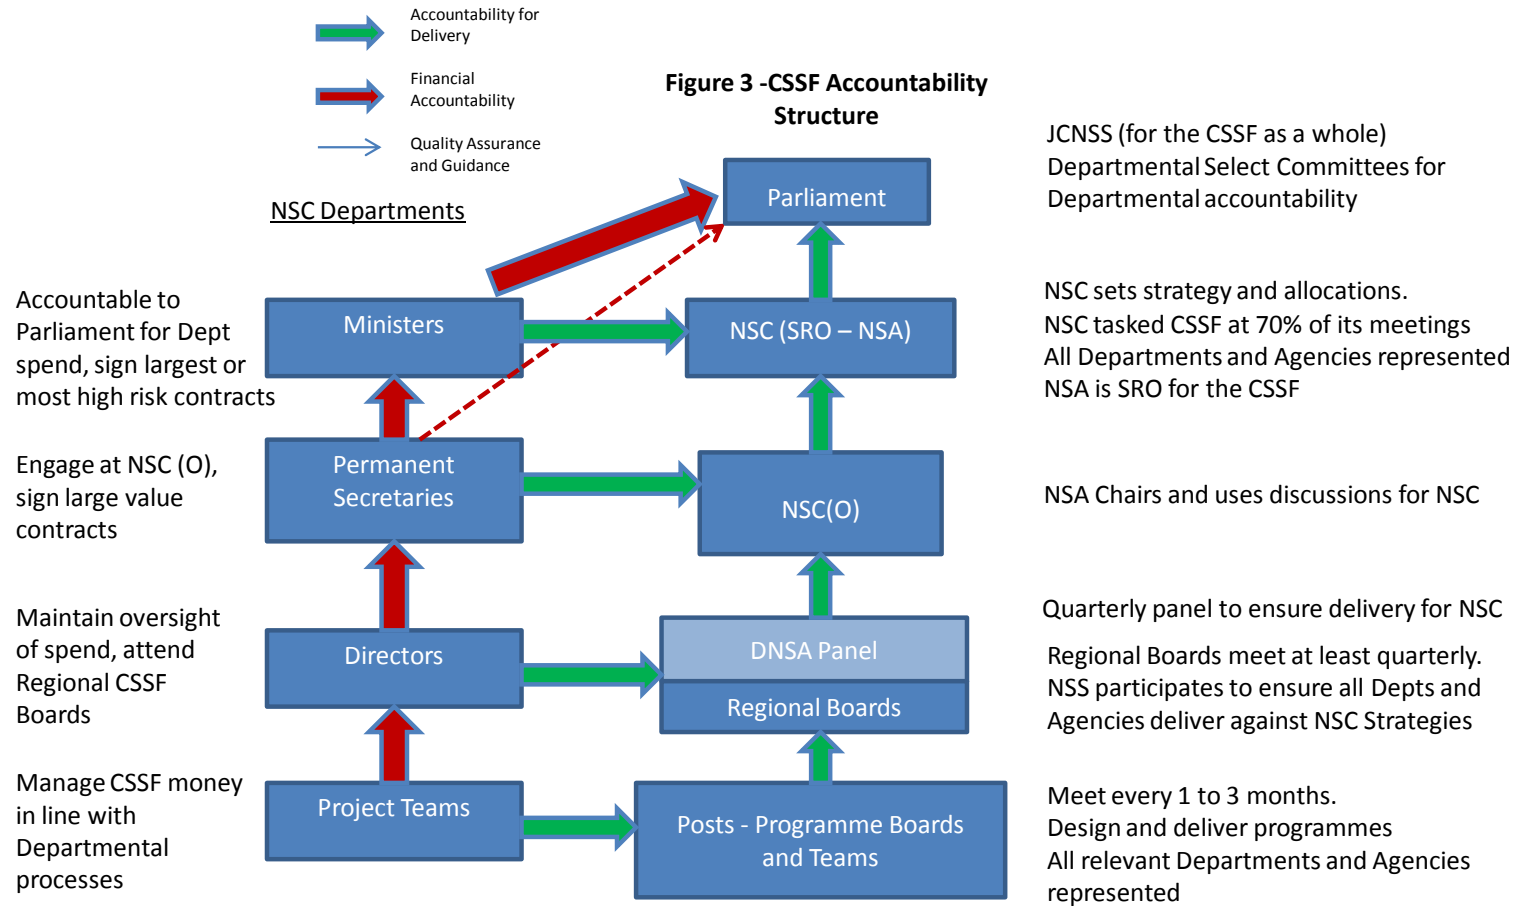 Accountability for
Delivery
Financial
Accountability
Quality Assurance
and Guidance
Figure 3 -CSSF Accountability
Structure
NSC Departments
Parliament
JCNSS (for the CSSF as a whole)
Departmental Select Committees for
Departmental accountability
Accountable to
Parliament for Dept
spend, sign largest or
most high risk contracts
Ministers
NSC (SRO – NSA)
NSC sets strategy and allocations.
NSC tasked CSSF at 70% of its meetings
All Departments and Agencies represented
NSA is SRO for the CSSF
Engage at NSC (O),
sign large value
contracts
Permanent
Secretaries
NSC(O)
NSA Chairs and uses discussions for NSC
Maintain oversight
of spend, attend
Regional CSSF
Boards
Directors
DNSA Panel
Regional Boards
Quarterly panel to ensure delivery for NSC
Regional Boards meet at least quarterly.
NSS participates to ensure all Depts and
Agencies deliver against NSC Strategies
Manage CSSF money
in line with
Departmental
processes
Project Teams
Posts - Programme Boards
and Teams
Meet every 1 to 3 months.
Design and deliver programmes
All relevant Departments and Agencies
represented